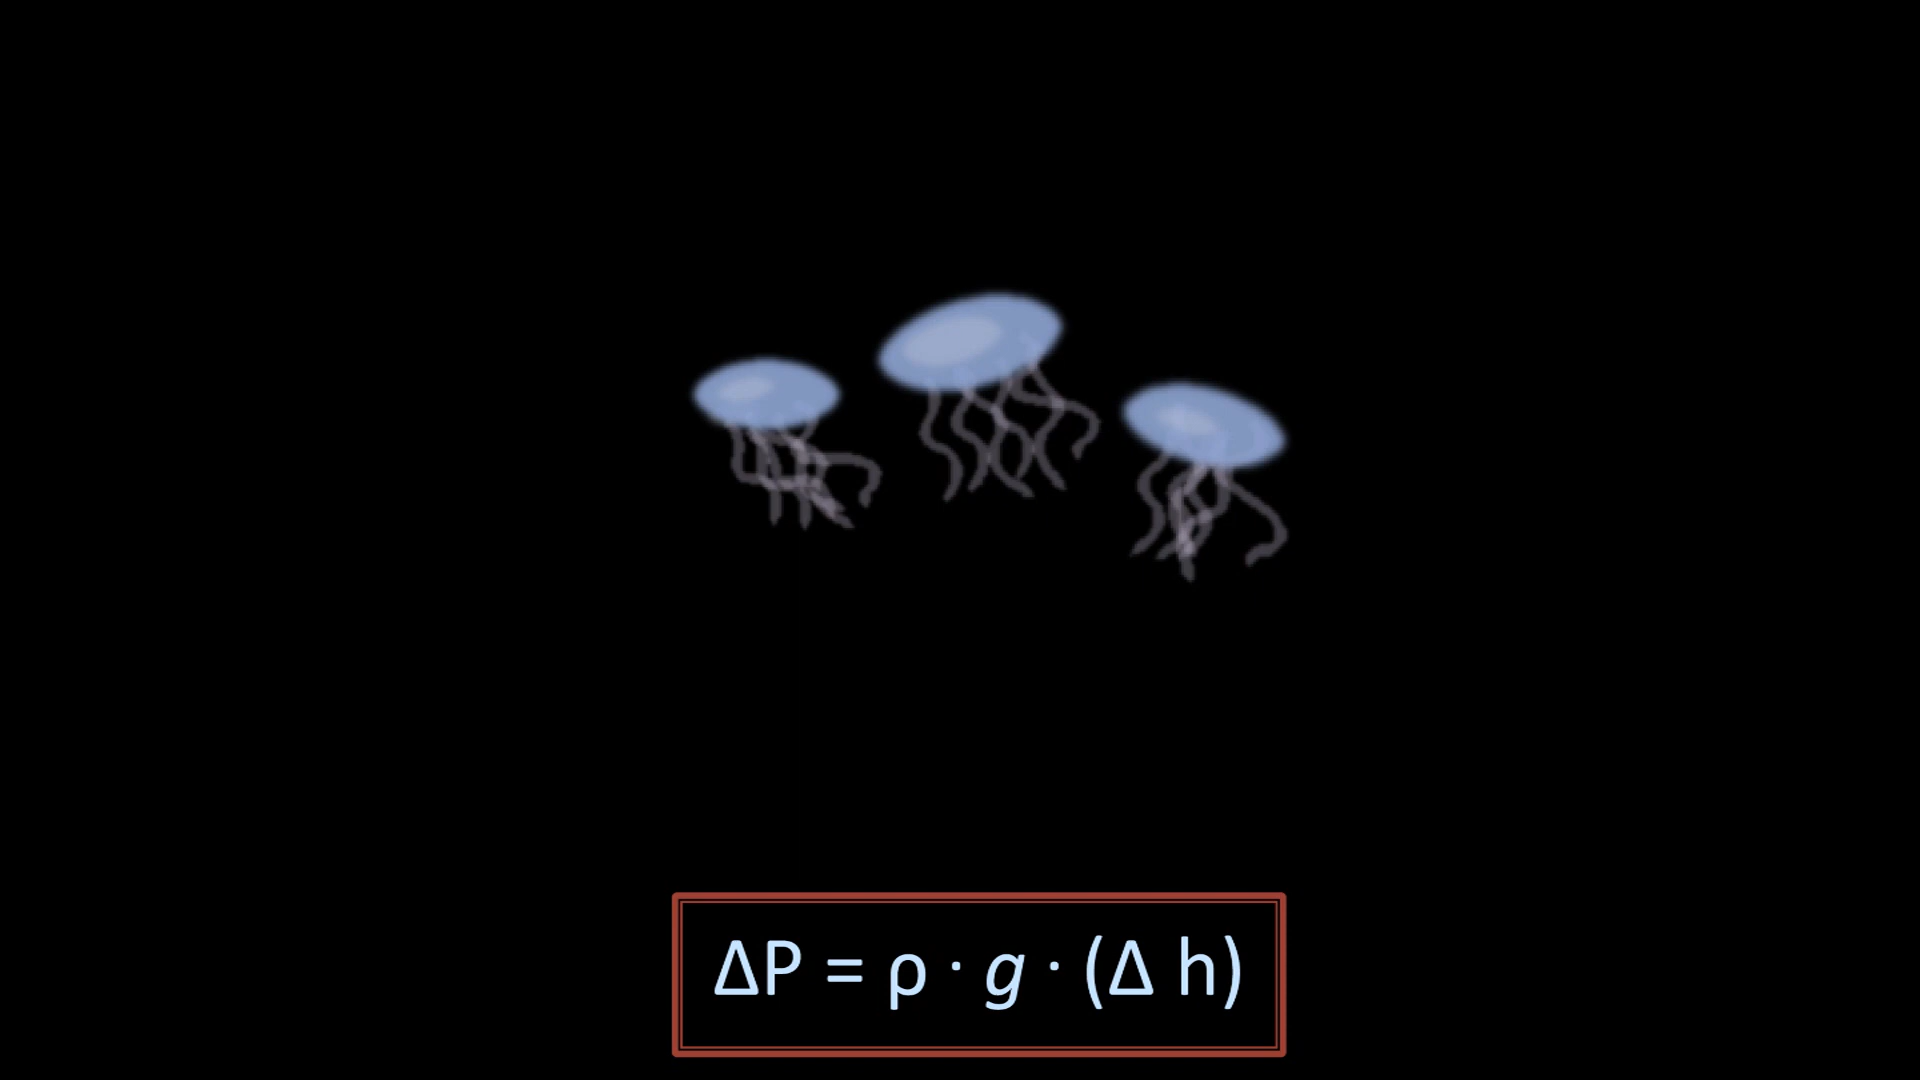 ΔP = ρ · g · (Δ h)